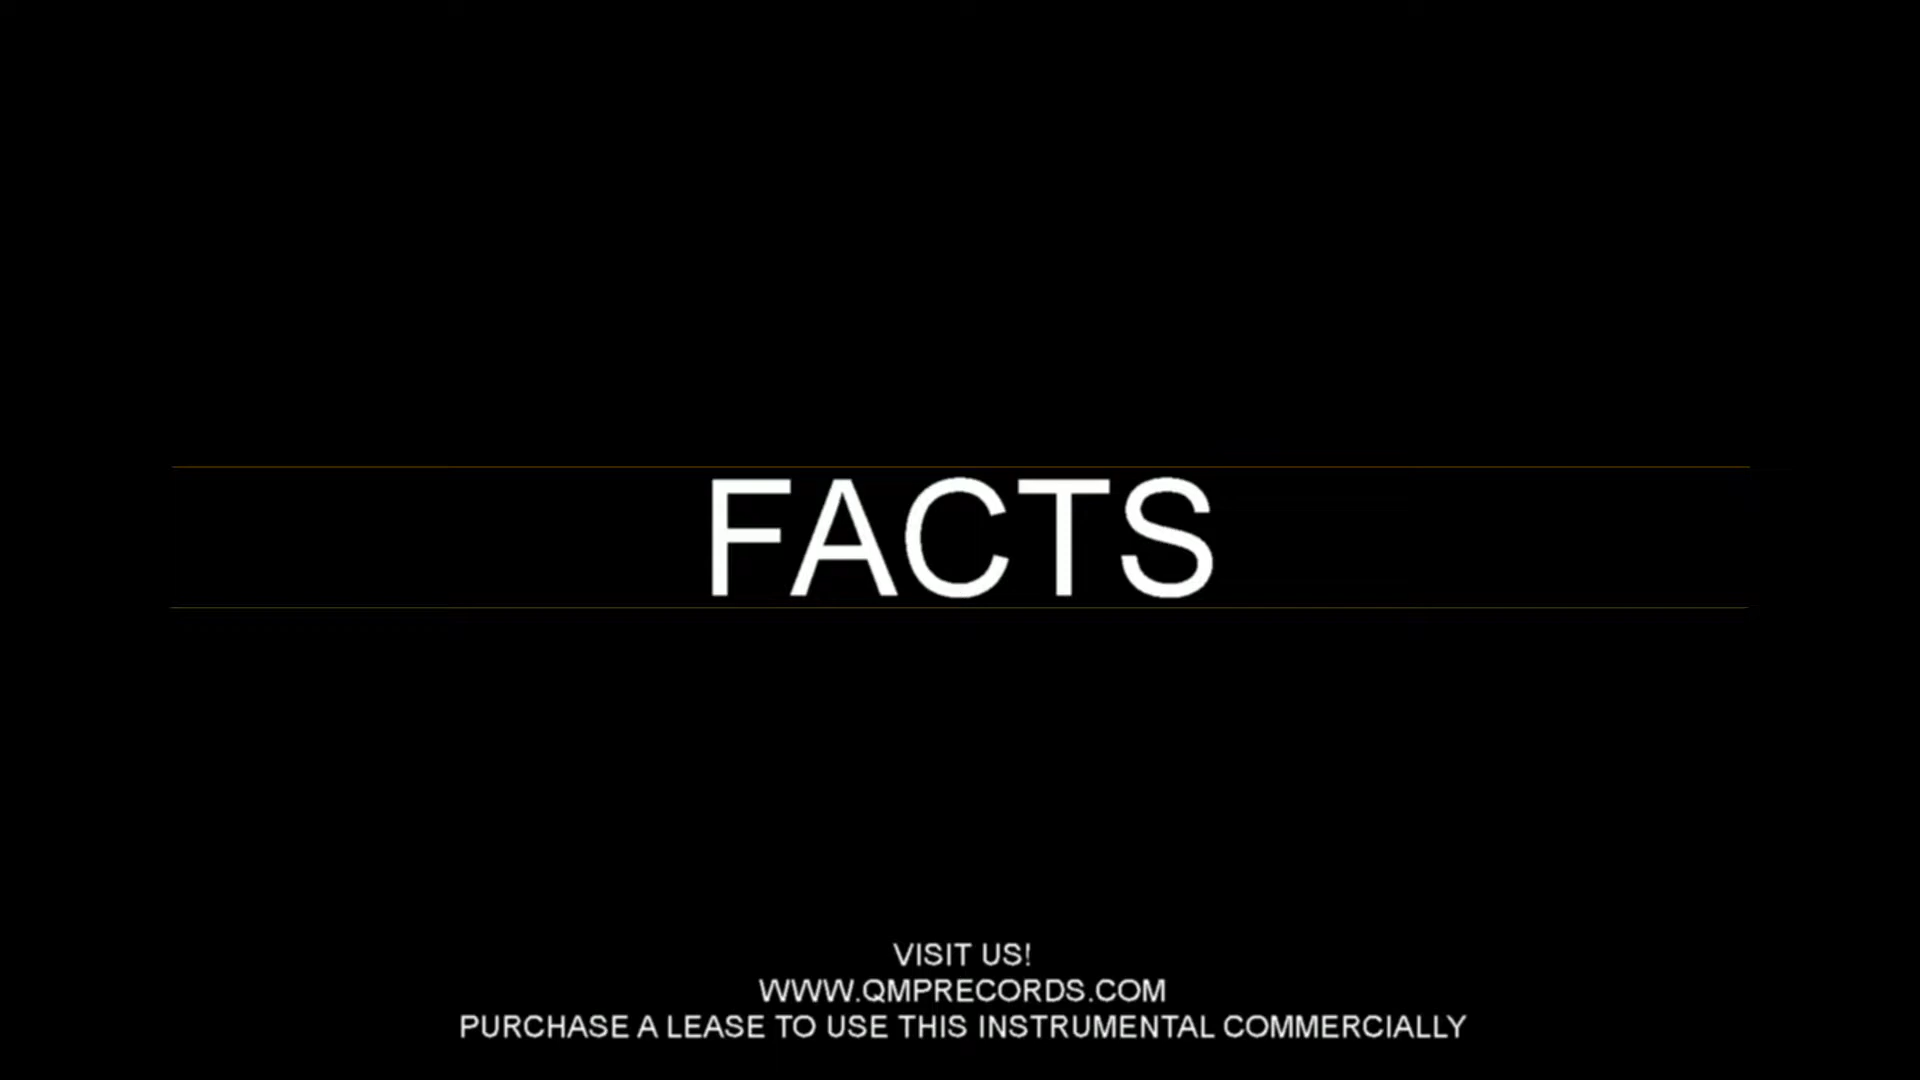 FACTS
VISIT US!
WWW.QMPRECORDS.COM
PURCHASE A LEASE TO USE THIS INSTRUMENTAL COMMERCIALLY